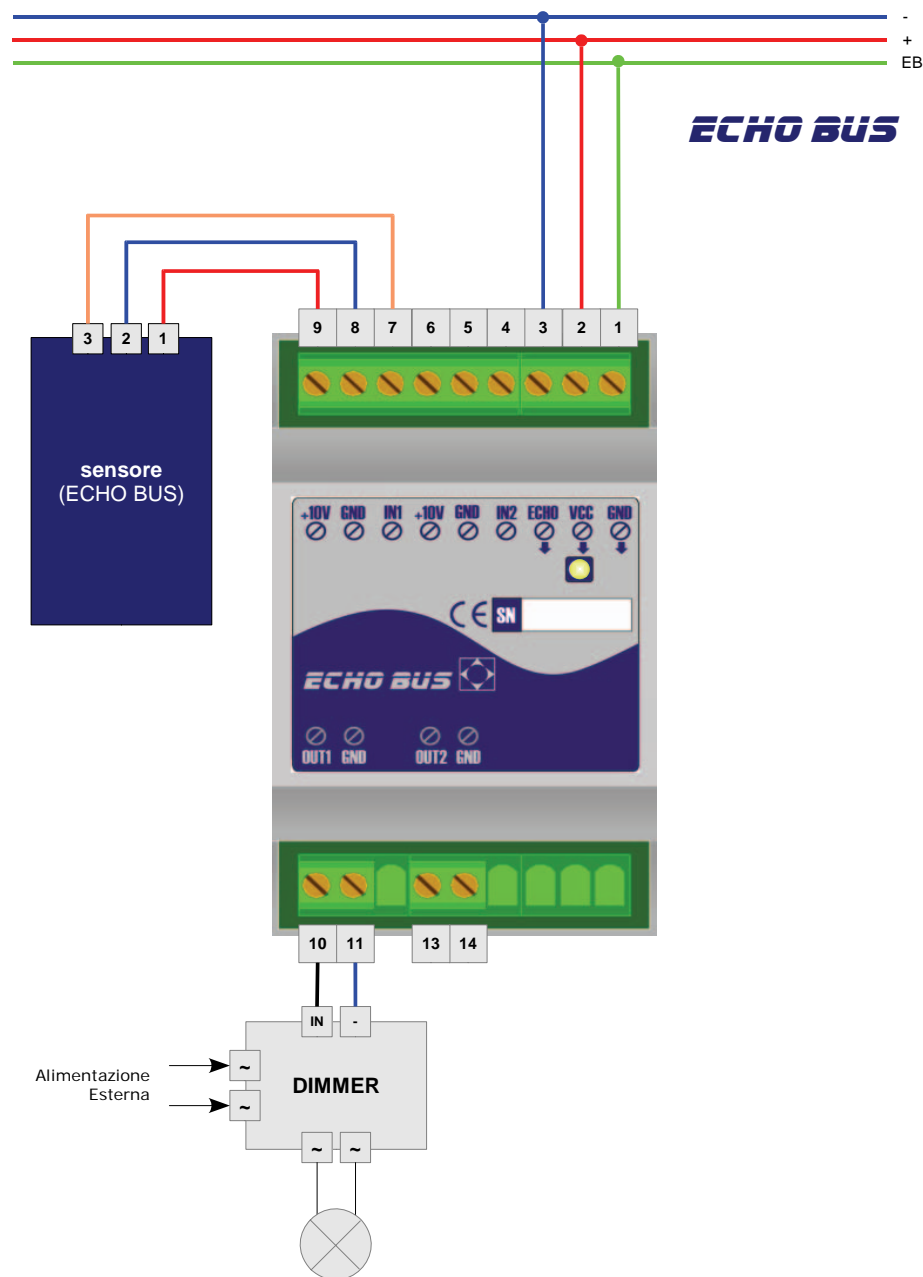 -
+
EB
ECHO BUS
9 8 7 6 5 4 3 2 1
3 2 1
sensore
(ECHO BUS)
+10V GND IN1 +10V GND IN2 ECHO VCC GND
CE SN
ECHO BUS
OUT1 GND OUT2 GND
10 11 13 14
IN -
Alimentazione
Esterna
~
~
DIMMER
~ ~